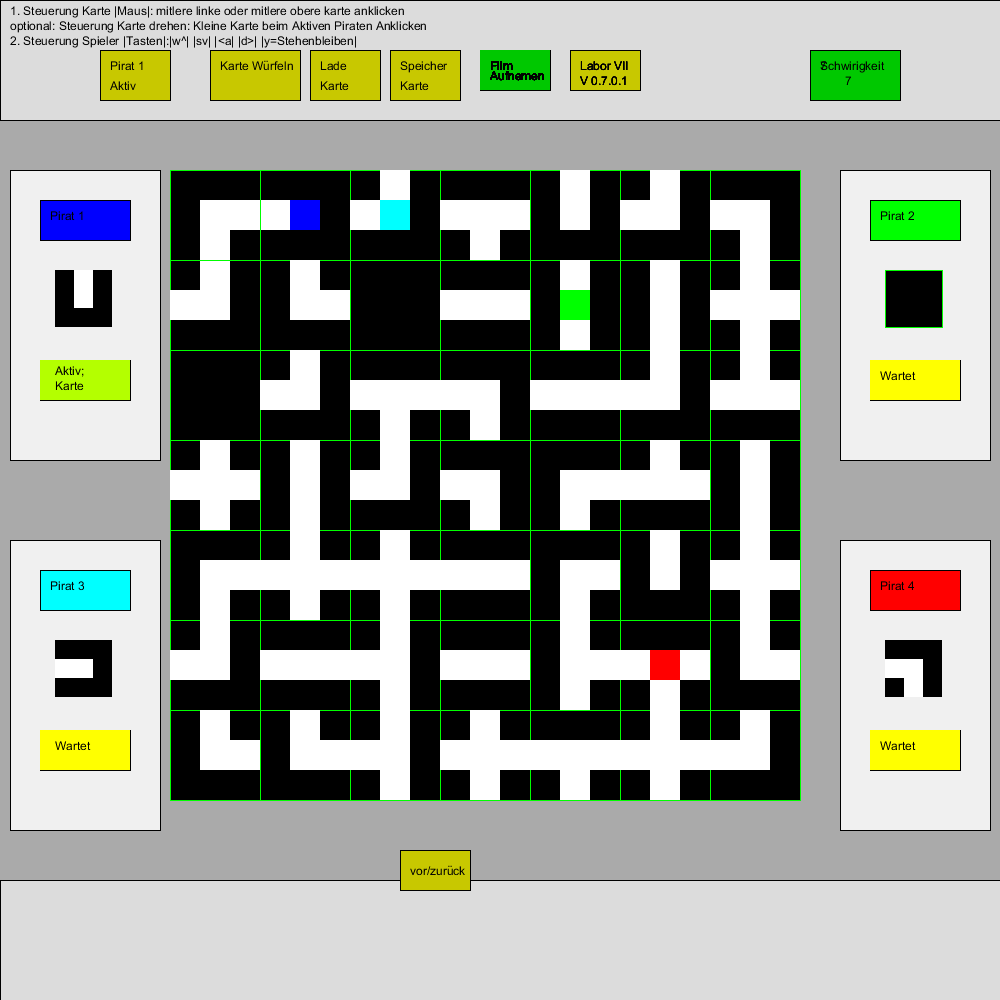 1. Steuerung Karte |Maus|: mitlere linke oder mitlere obere karte anklicken
optional: Steuerung Karte drehen: Kleine Karte beim Aktiven Piraten Anklicken
2. Steuerung Spieler |Tasten|:|w^| |sv| |<a| |d>| |y=Stehenbleiben|
Pirat 1
Aktiv
Karte Würfeln
Lade
Karte
Speicher
Karte
Film
Aufnamen
Labor VII
V 0.7.0.1
Schwirigkeit
7
Pirat 1
Aktiv;
Karte
Pirat 2
Wartet
Pirat 3
Wartet
Pirat 4
Wartet
vor/zurück